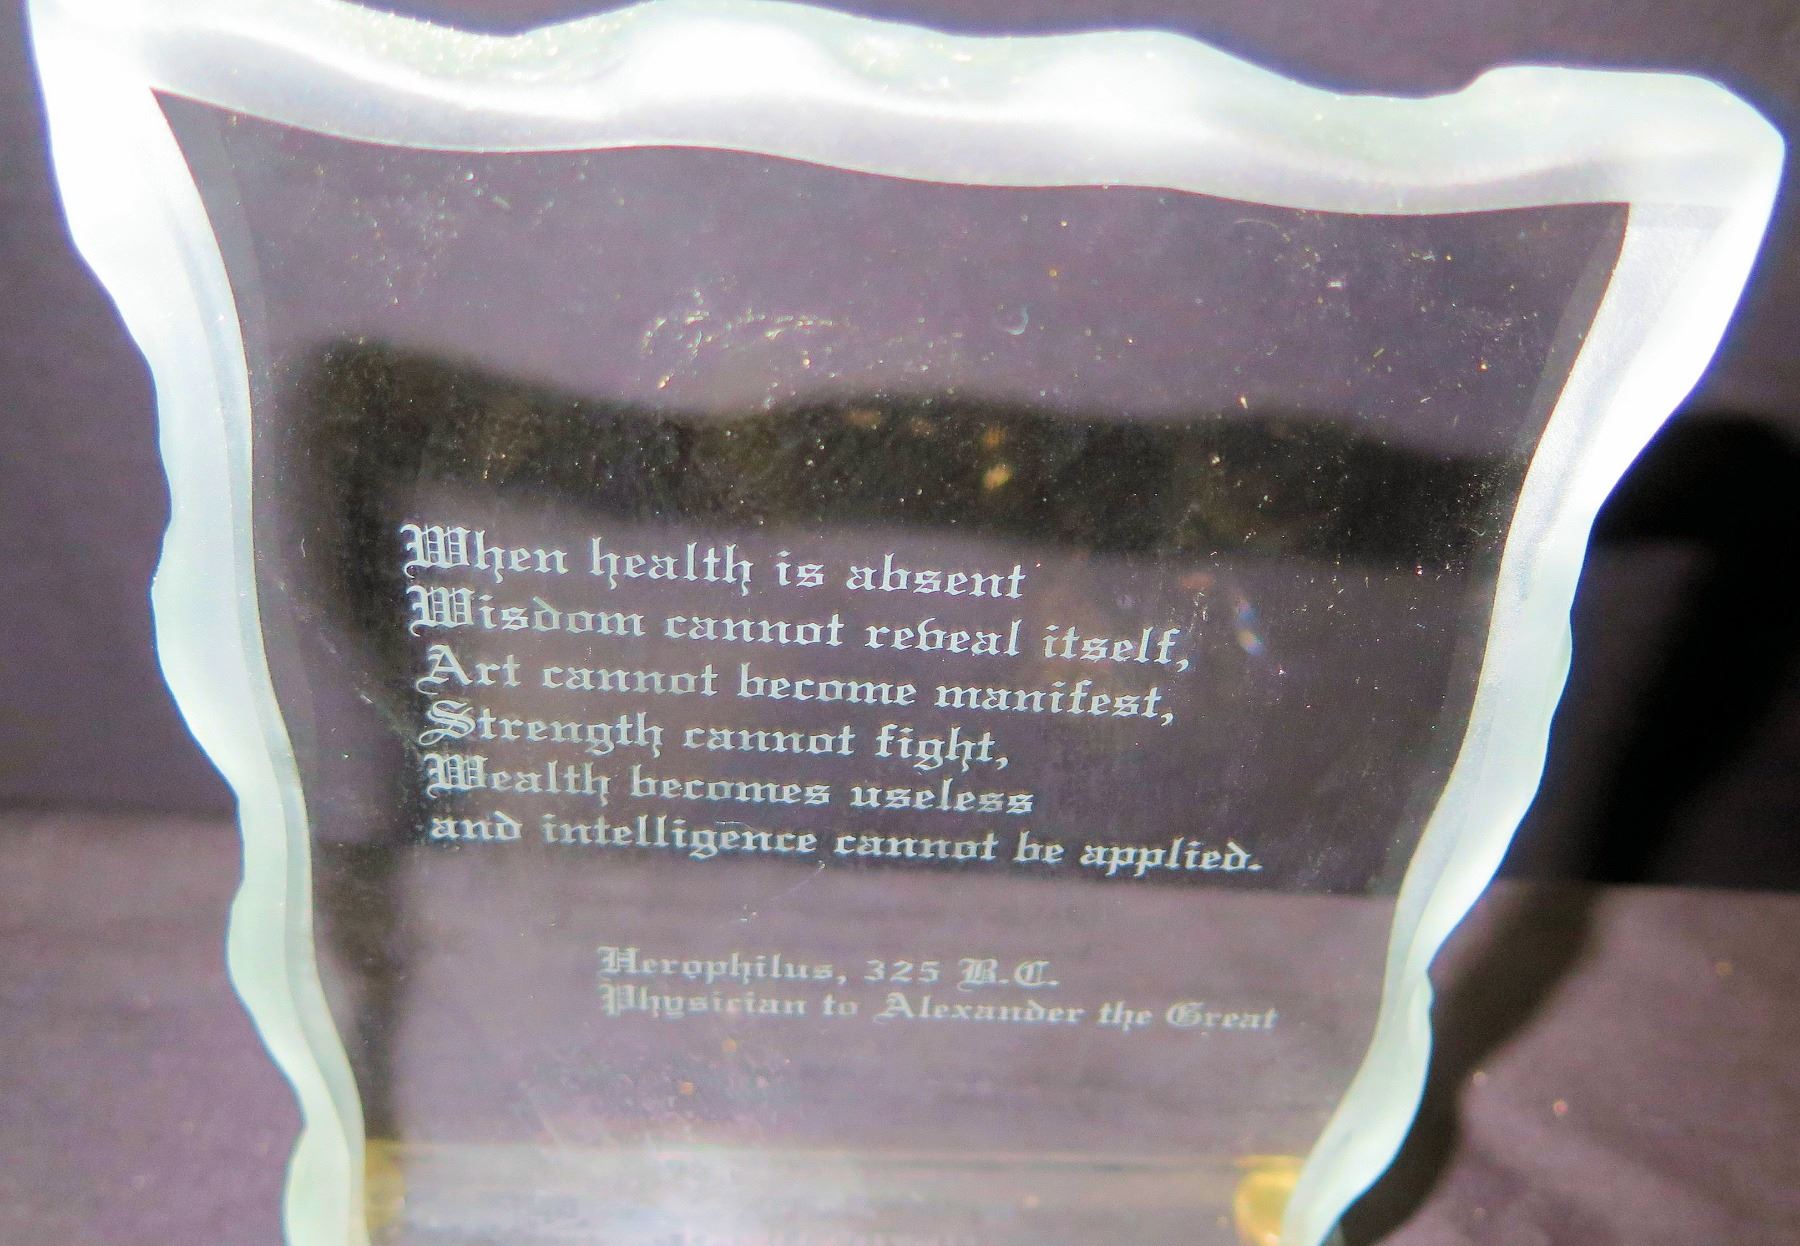 When health is absent
Wisdom cannot reveal itself,
Art cannot become manifest,
Strength cannot fight,
Wealth becomes useless
and intelligence cannot be applied.
Herophilus, 325 B.C.
Physician to Alexander the Great